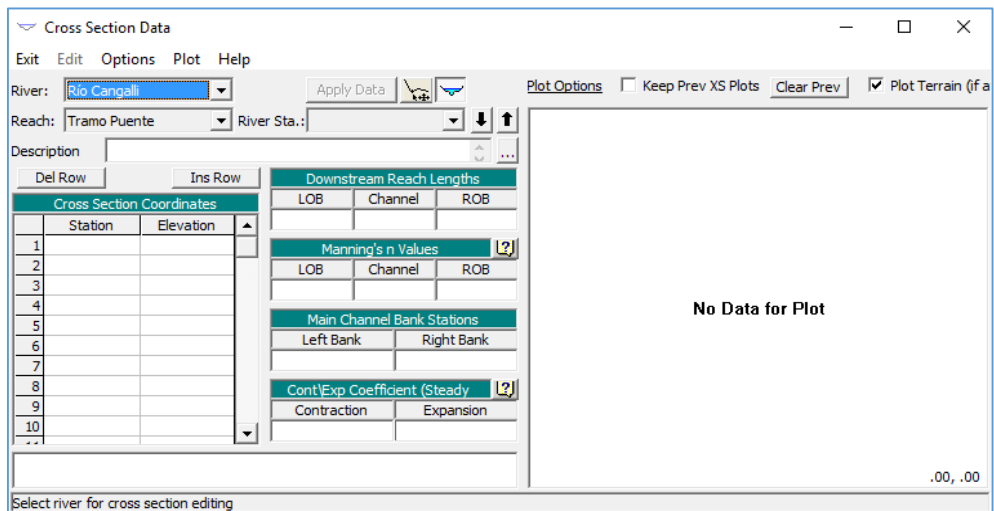 Cross Section Data
Exit Edit Options Plot Help
River: Río Cangalli Apply Data Plot Options Keep Prev XS Plots Clear Prev Plot Terrain (if a
Reach: Tramo Puente River Sta.:
Description ...
Del Row Ins Row Downstream Reach Lengths
Cross Section Coordinates LOB Channel ROB
Station Elevation
1 Manning's n Values
2 LOB Channel ROB
3
4 Main Channel Bank Stations No Data for Plot
5 Left Bank Right Bank
6
7
8 Cont\Exp Coefficient (Steady
9 Contraction Expansion
10
.00, .00
Select river for cross section editing